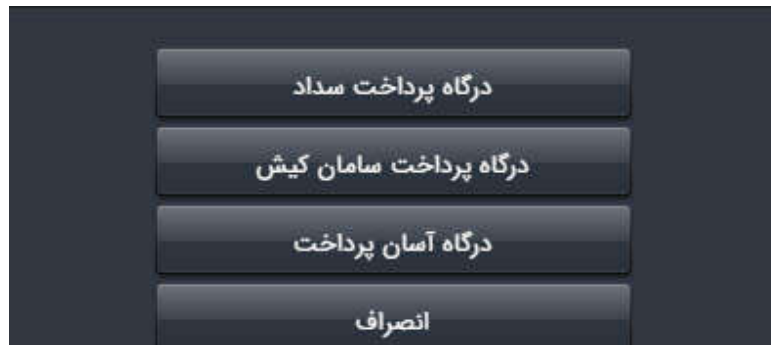 درگاه پرداخت سداد
درگاه پرداخت سامان کیش
درگاه آسان پرداخت
انصراف